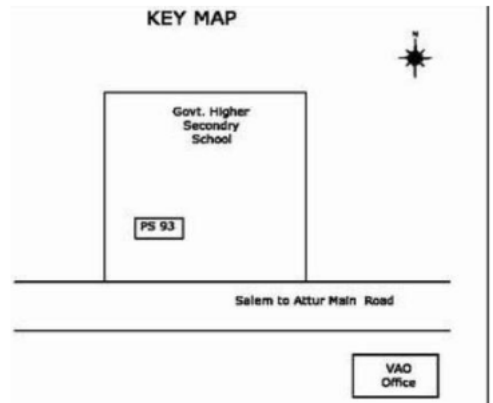 KEY MAP
N
Govt. Higher
Secondry
School
PS 93
Salem to Attur Main Road
VAO
Office